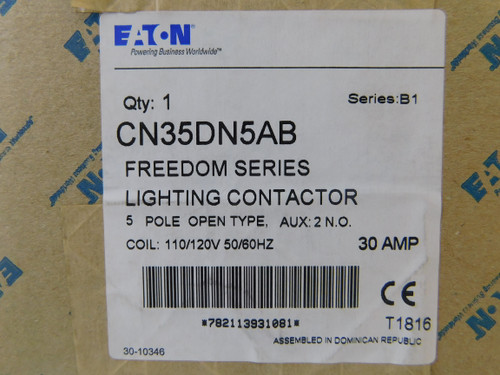 EATON
Powering Business Worldwide™
Qty: 1
Series:B1
CN35DN5AB
FREEDOM SERIES
LIGHTING CONTACTOR
5 POLE OPEN TYPE, AUX: 2 N.O.
COIL: 110/120V 50/60HZ
30 AMP
CE
*782113931081*
T1816
ASSEMBLED IN DOMINICAN REPUBLIC
30-10346